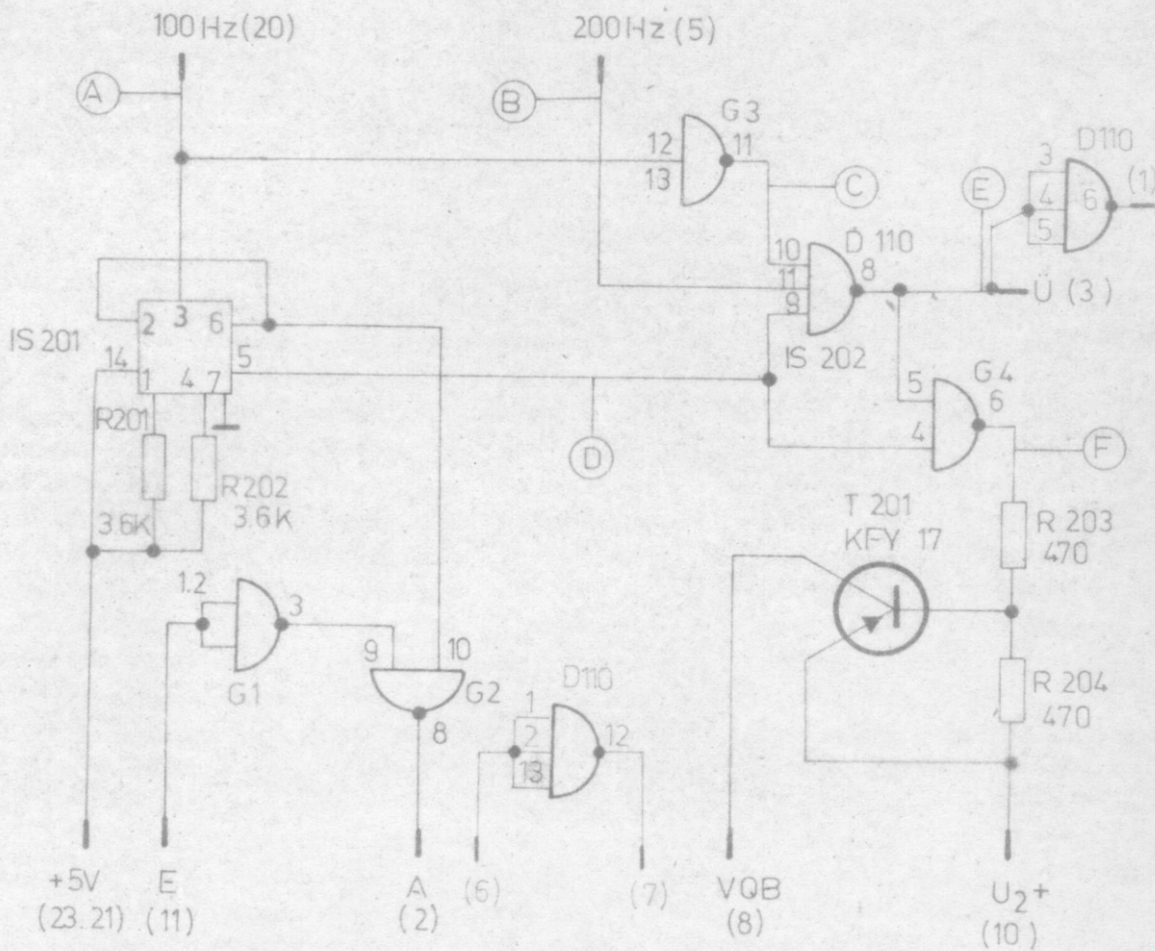 100 Hz (20)
200 Hz (5)
A
B
G3
12
11
13
C
E
D110
3
4
6
5
(1)
10
D 110
11
8
9
Ü (3)
IS 202
2
3
6
IS 201
14
5
1
4
7
R201
R202
3.6K
3.6K
D
5
G4
6
4
F
T 201
KFY 17
R 203
470
1.2
3
G1
9
10
G2
8
D110
1
2
12
13
R 204
470
+5V
(23.21)
E
(11)
A
(2)
(6)
(7)
VQB
(8)
U2+
(10)